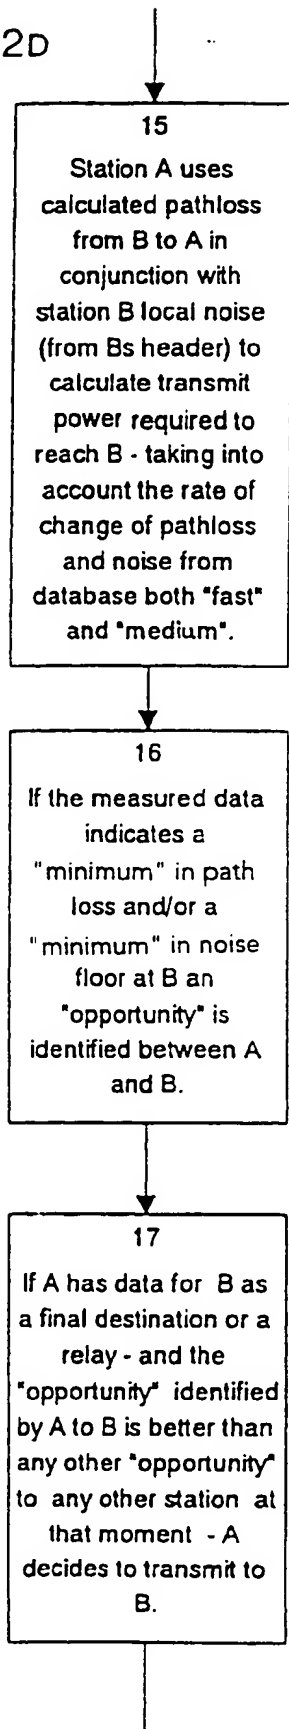 2D
15
Station A uses
calculated pathloss
from B to A in
conjunction with
station B local noise
(from Bs header) to
calculate transmit
power required to
reach B - taking into
account the rate of
change of pathloss
and noise from
database both "fast"
and "medium".
16
If the measured data
indicates a
"minimum" in path
loss and/or a
"minimum" in noise
floor at B an
"opportunity" is
identified between A
and B.
17
If A has data for B as
a final destination or a
relay - and the
"opportunity" identified
by A to B is better than
any other "opportunity"
to any other station at
that moment - A
decides to transmit to
B.